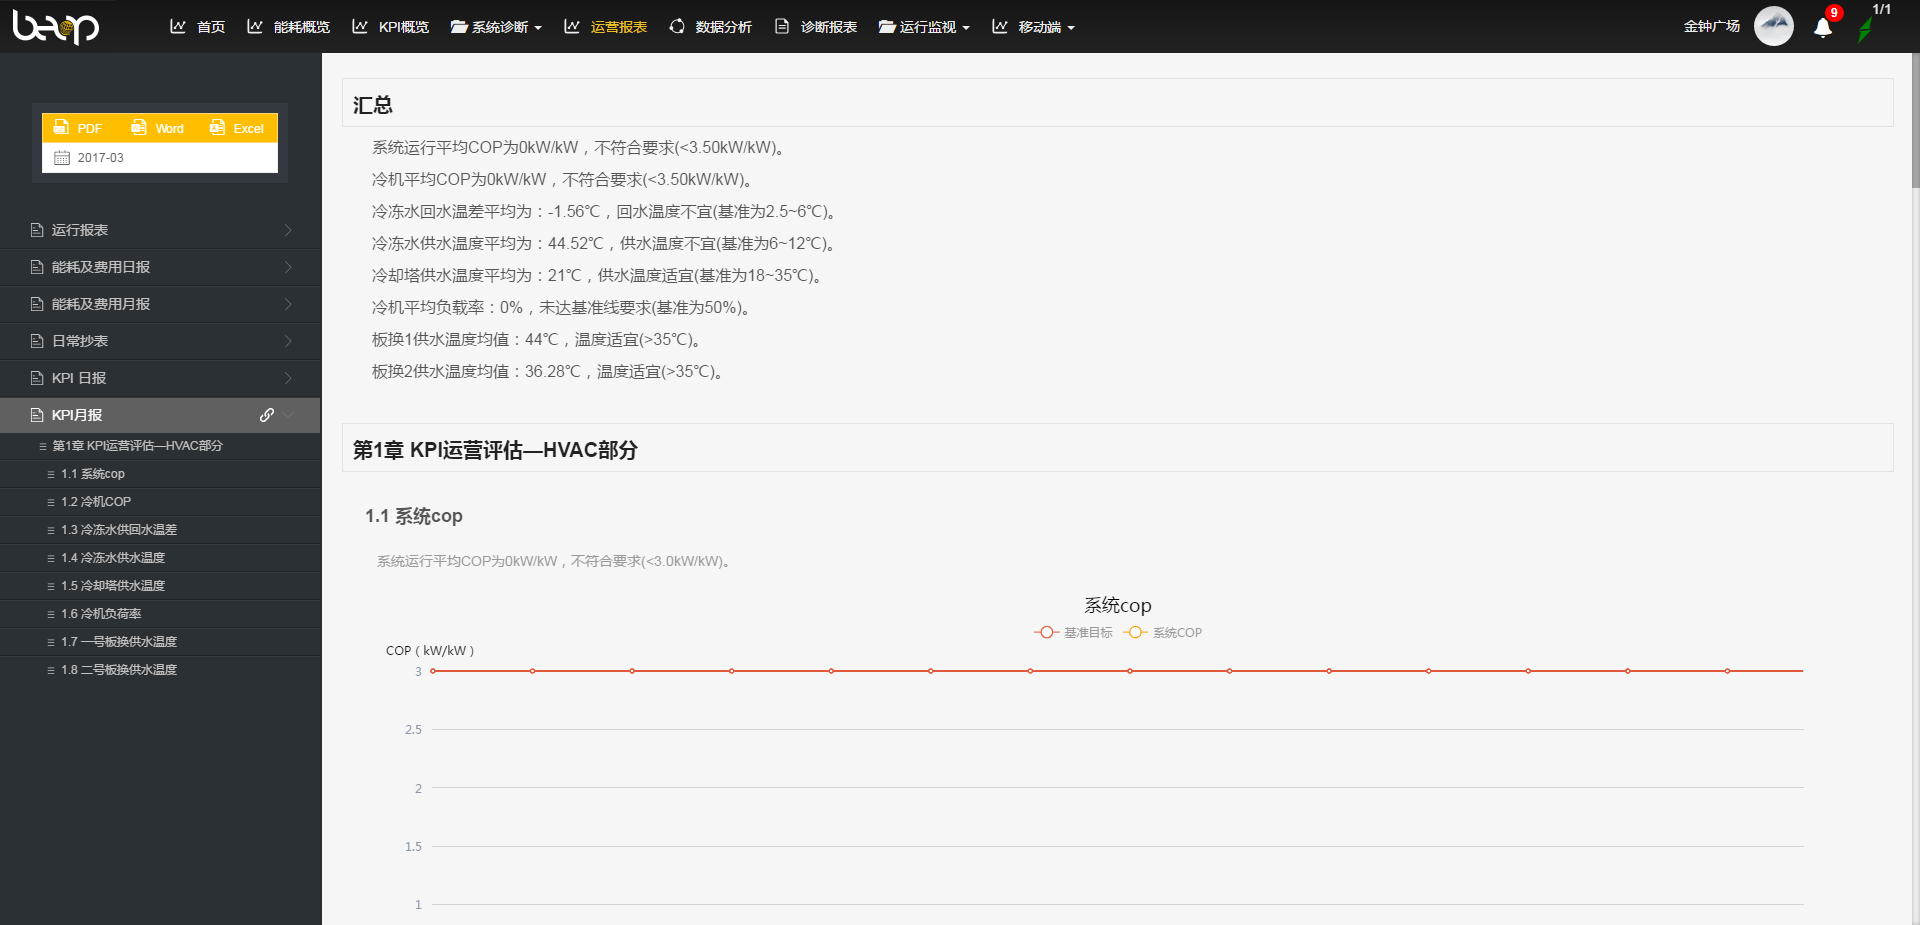 beop
首页 能耗概览 KPI概览 系统诊断 运营报表 数据分析 诊断报表 运行监视 移动端 金钟广场 9 1/1
PDF Word Excel
2017-03
运行报表
能耗及费用日报
能耗及费用月报
日常抄表
KPI 日报
KPI月报
第1章 KPI运营评估—HVAC部分
1.1 系统cop
1.2 冷机COP
1.3 冷冻水供回水温差
1.4 冷冻水供水温度
1.5 冷却塔供水温度
1.6 冷机负荷率
1.7 一号板换供水温度
1.8 二号板换供水温度
汇总
系统运行平均COP为0kW/kW，不符合要求(<3.50kW/kW)。
冷机平均COP为0kW/kW，不符合要求(<3.50kW/kW)。
冷冻水回水温差平均为：-1.56℃，回水温度不宜(基准为2.5~6℃)。
冷冻水供水温度平均为：44.52℃，供水温度不宜(基准为6~12℃)。
冷却塔供水温度平均为：21℃，供水温度适宜(基准为18~35℃)。
冷机平均负载率：0%，未达基准线要求(基准为50%)。
板换1供水温度均值：44℃，温度适宜(>35℃)。
板换2供水温度均值：36.28℃，温度适宜(>35℃)。
第1章 KPI运营评估—HVAC部分
1.1 系统cop
系统运行平均COP为0kW/kW，不符合要求(<3.0kW/kW)。
系统cop
基准目标 系统COP
COP（kW/kW）
3
2.5
2
1.5
1